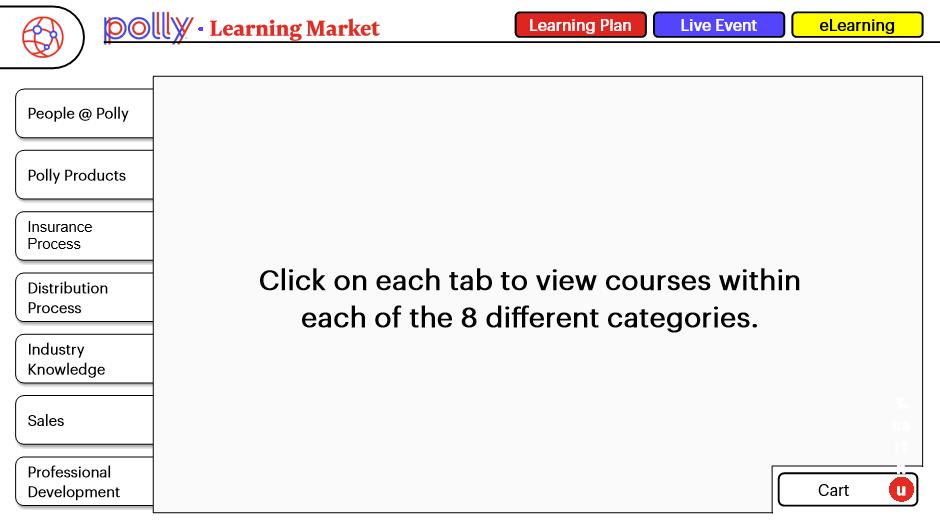 polly - Learning Market
Learning Plan
Live Event
eLearning
People @ Polly
Polly Products
Insurance
Process
Distribution
Process
Industry
Knowledge
Sales
Professional
Development
Click on each tab to view courses within
each of the 8 different categories.
Cart
u